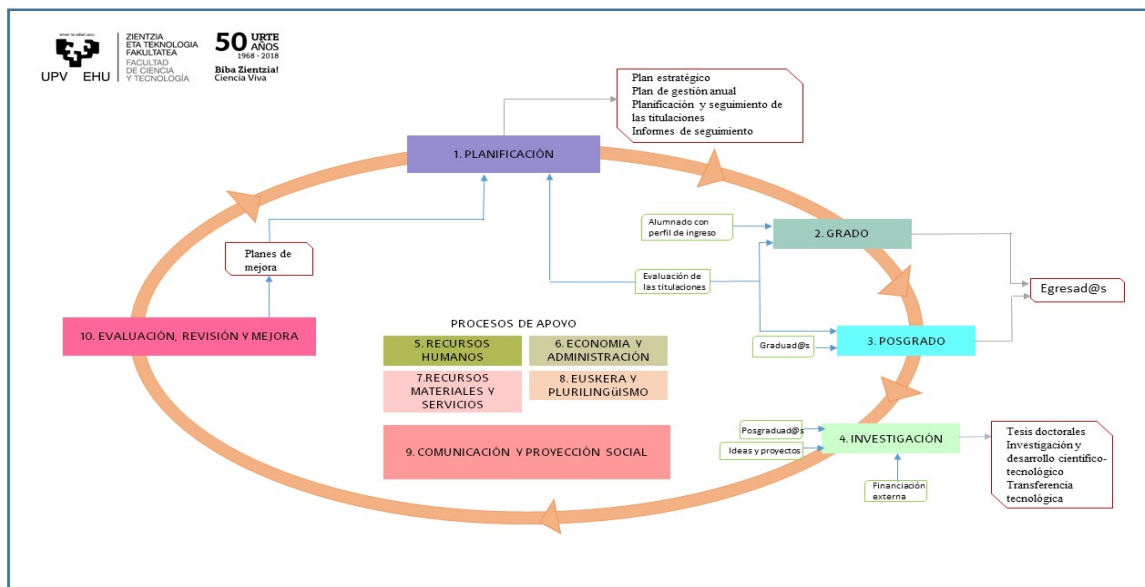 UPV EHU
ZIENTZIA
ETA TEKNOLOGIA
FAKULTATEA
FACULTAD
DE CIENCIA
Y TECNOLOGÍA
50 URTE
AÑOS
1968 - 2018
Biba Zientzia!
Ciencia Viva
Plan estratégico
Plan de gestión anual
Planificación y seguimiento de
las titulaciones
Informes de seguimiento
1. PLANIFICACIÓN
Alumnado con
perfil de ingreso
2. GRADO
Planes de
mejora
Evaluación de
las titulaciones
Egresad@s
10. EVALUACIÓN, REVISIÓN Y MEJORA
PROCESOS DE APOYO
5. RECURSOS
HUMANOS
6. ECONOMIA Y
ADMINISTRACIÓN
Graduad@s
3. POSGRADO
7.RECURSOS
MATERIALES Y
SERVICIOS
8. EUSKERA Y
PLURILINGÜISMO
9. COMUNICACIÓN Y PROYECCIÓN SOCIAL
Posgraduad@s
Ideas y proyectos
4. INVESTIGACIÓN
Financiación
externa
Tesis doctorales
Investigación y
desarrollo científico-
tecnológico
Transferencia
tecnológica